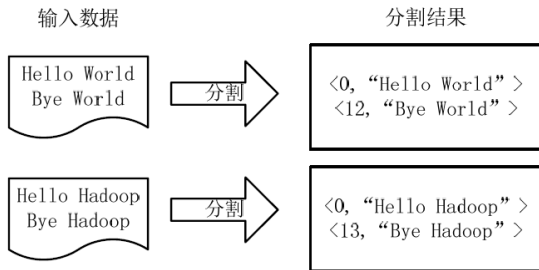 输入数据
分割结果
Hello World
Bye World
分割
<0, “Hello World” >
<12, “Bye World” >
Hello Hadoop
Bye Hadoop
分割
<0, “Hello Hadoop” >
<13, “Bye Hadoop” >